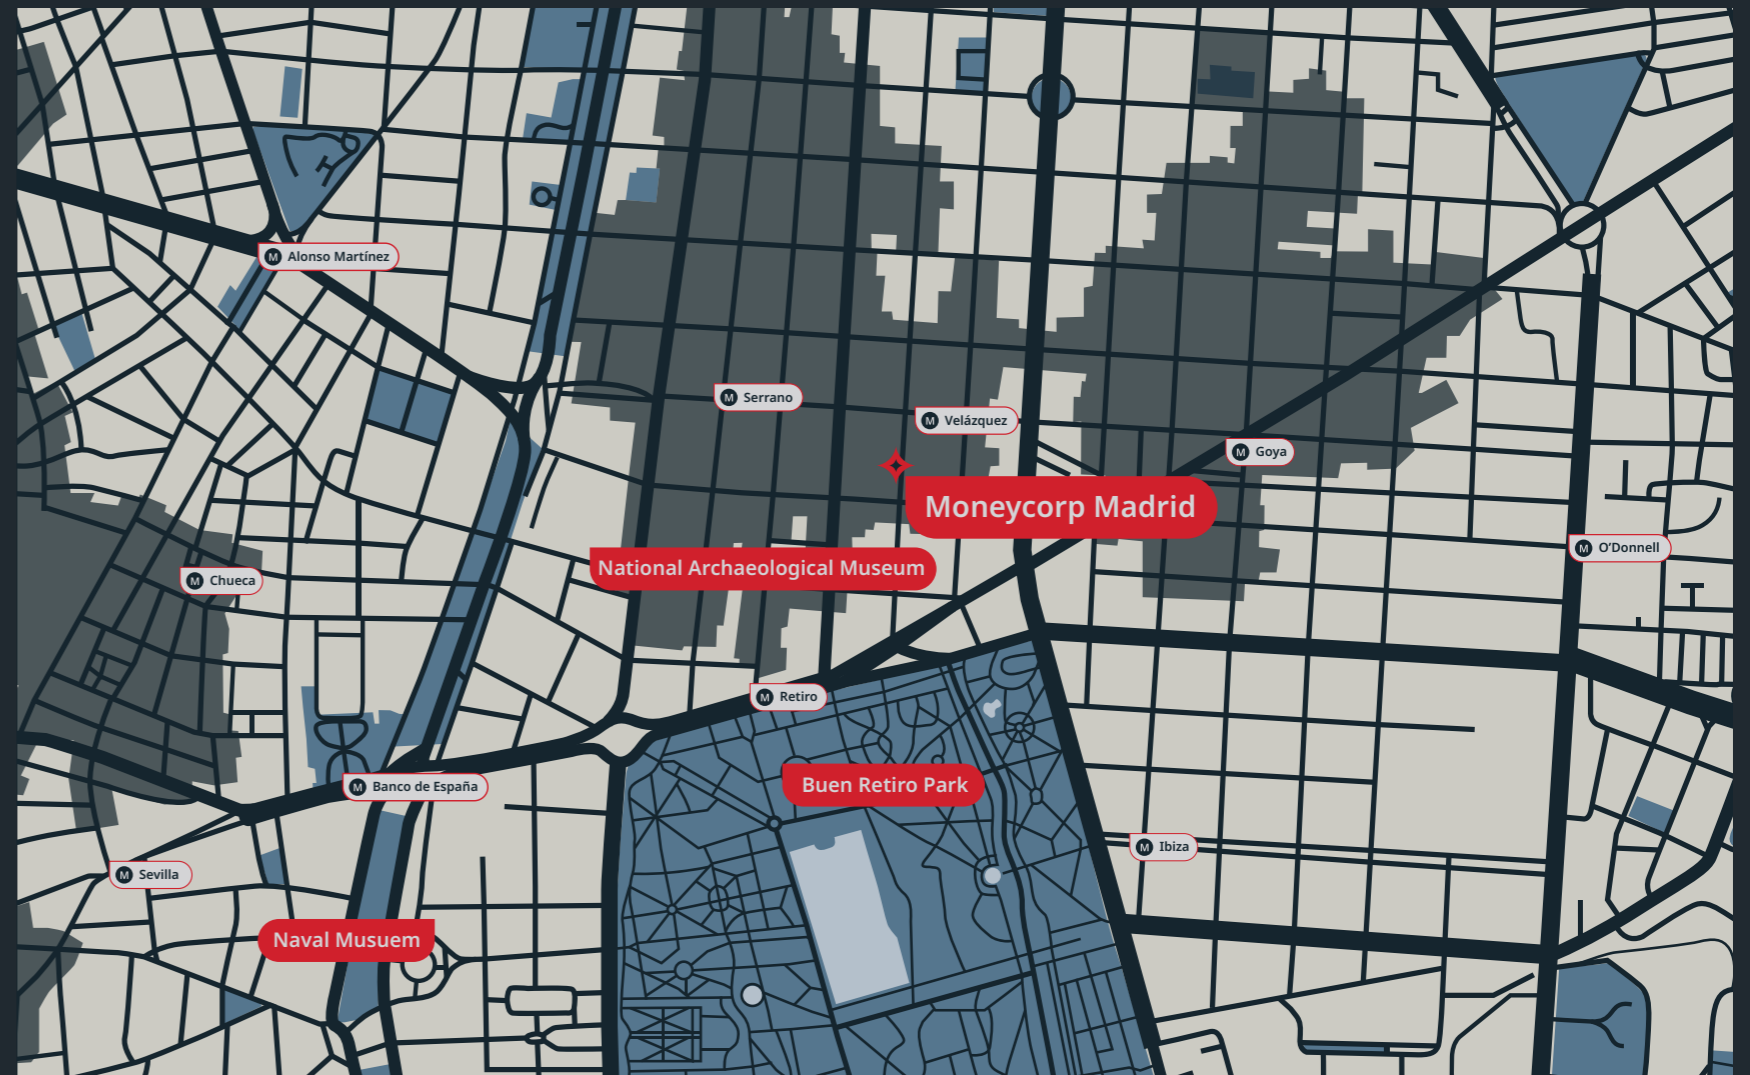 M Alonso Martínez
M Serrano
M Velázquez
M Goya
Moneycorp Madrid
M O'Donnell
National Archaeological Museum
M Chueca
M Retiro
Buen Retiro Park
M Banco de España
M Ibiza
M Sevilla
Naval Musuem